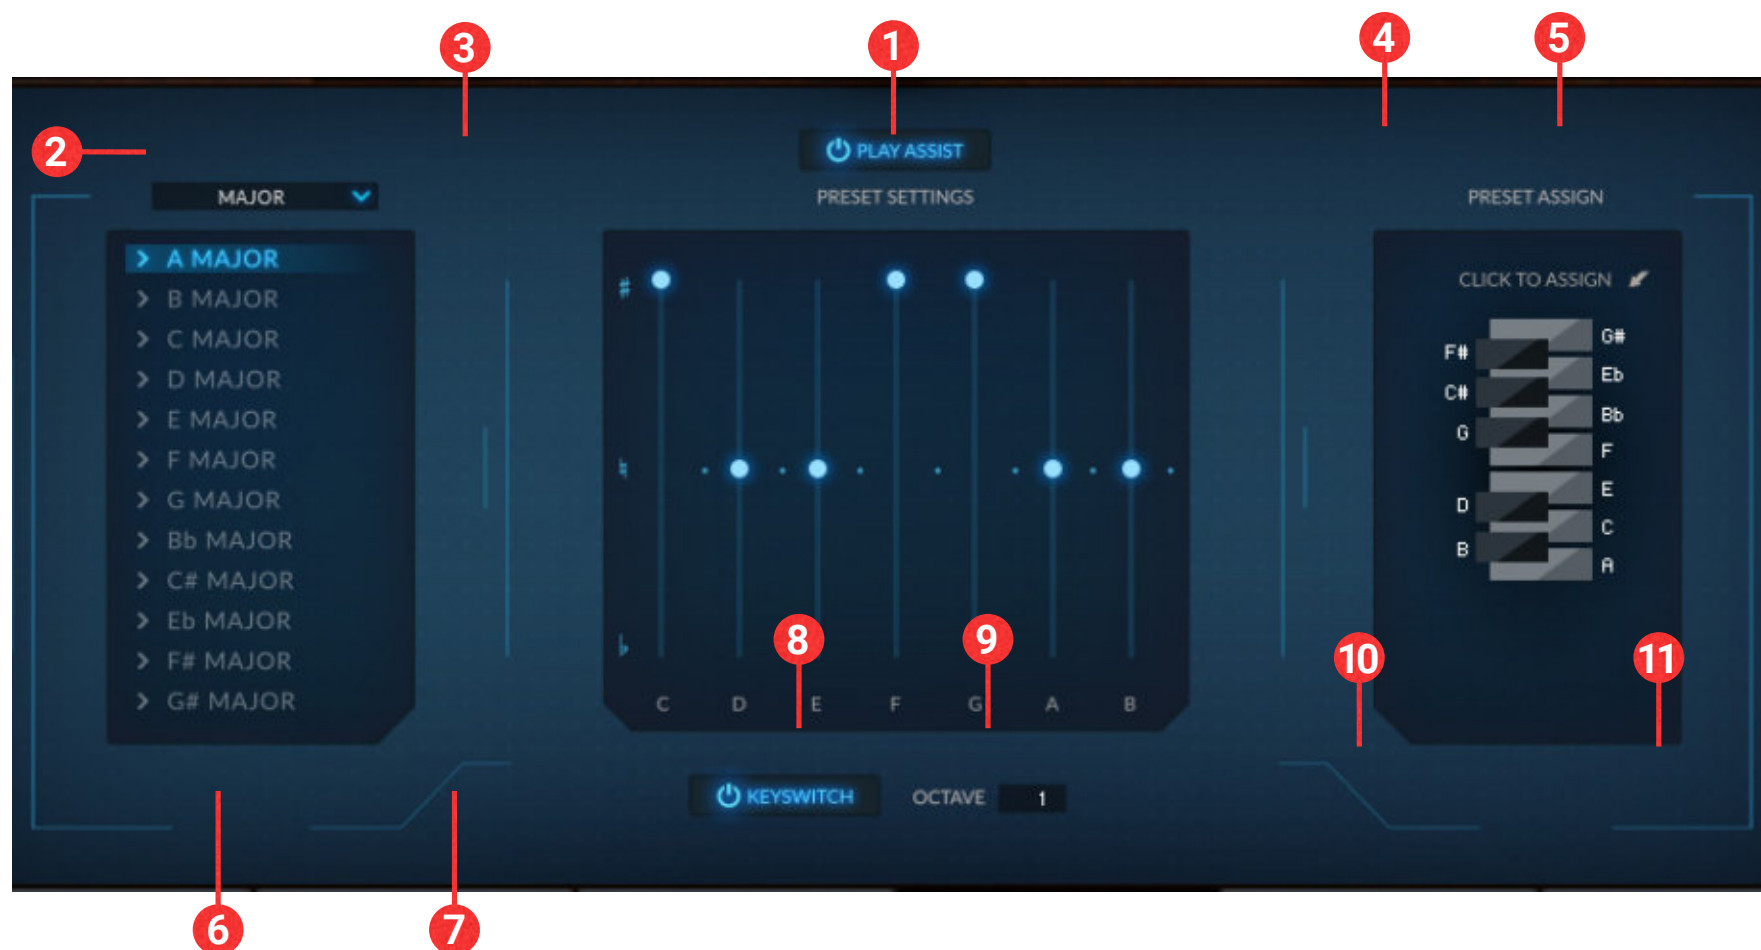 3
1
4
5
2
PLAY ASSIST
MAJOR
PRESET SETTINGS
PRESET ASSIGN
A MAJOR
B MAJOR
C MAJOR
D MAJOR
E MAJOR
F MAJOR
G MAJOR
Bb MAJOR
C# MAJOR
Eb MAJOR
F# MAJOR
G# MAJOR
♯
♮
♭
C D E F G A B
CLICK TO ASSIGN
G#
F#
Eb
C#
Bb
G
F
E
D
C
B
A
8
9
10
11
KEYSWITCH
OCTAVE 1
6
7